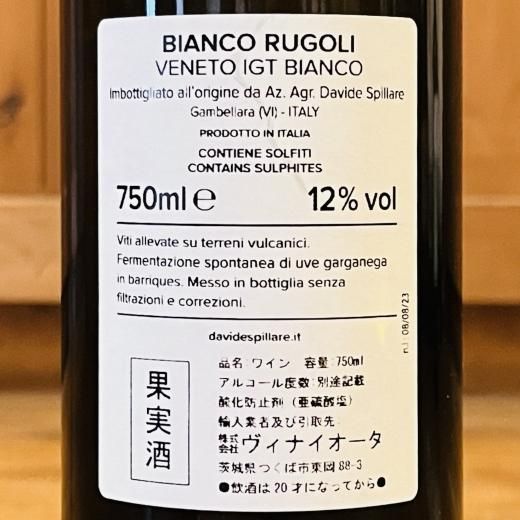 BIANCO RUGOLI
VENETO IGT BIANCO
Imbottigliato all'origine da Az. Agr. Davide Spillare
Gambellara (VI) - ITALY
PRODOTTO IN ITALIA
CONTIENE SOLFITI
CONTAINS SULPHITES
750ml ℮ 12% vol
Viti allevate su terreni vulcanici.
Fermentazione spontanea di uve garganega
in barriques. Messo in bottiglia senza
filtrazioni e correzioni.
n.l.: 08/08/23
davidespillare.it
果実酒
品名:ワイン 容量:750ml
アルコール度数:別途記載
酸化防止剤(亜硫酸塩)
輸入業者及び引取先
株式会社ヴィナイオータ
茨城県つくば市東岡 88-3
●飲酒は20才になってから●